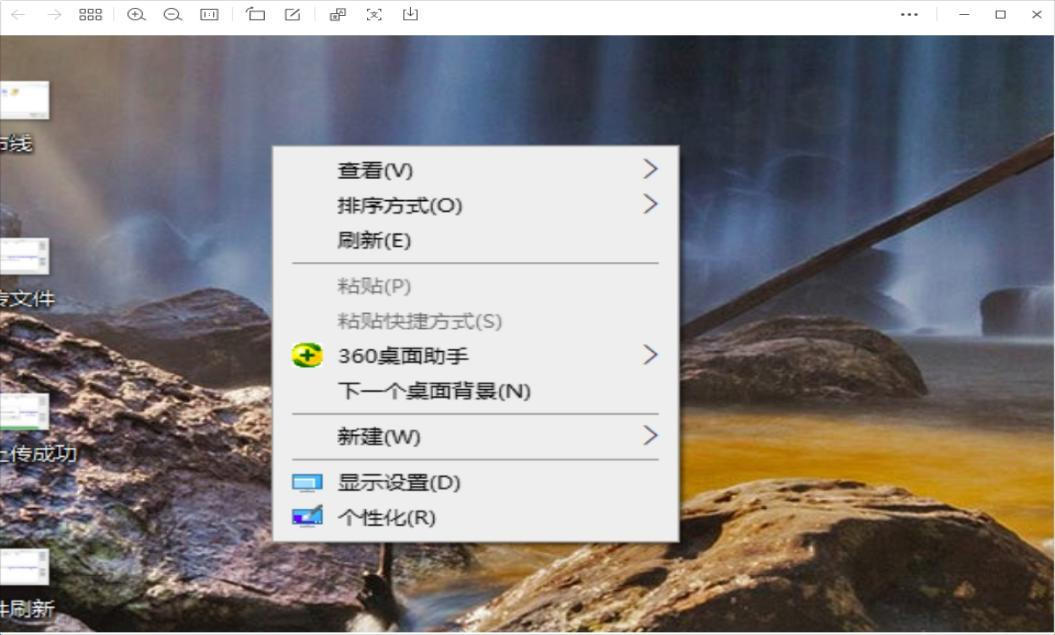 查看(V)
排序方式(O)
刷新(E)
粘贴(P)
粘贴快捷方式(S)
360桌面助手
下一个桌面背景(N)
新建(W)
显示设置(D)
个性化(R)
线
文件
上传成功
件刷新